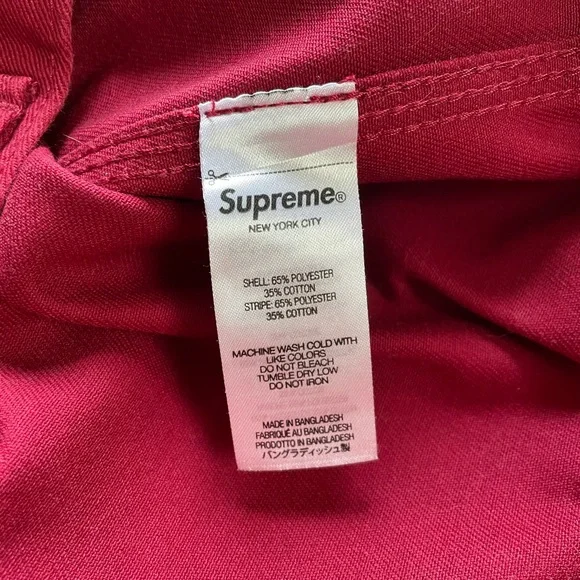 Supreme®
NEW YORK CITY
SHELL: 65% POLYESTER
35% COTTON
STRIPE: 65% POLYESTER
35% COTTON
MACHINE WASH COLD WITH
LIKE COLORS
DO NOT BLEACH
TUMBLE DRY LOW
DO NOT IRON
MADE IN BANGLADESH
FABRIQUÉ AU BANGLADESH
PRODOTTO IN BANGLADESH
バングラディッシュ製